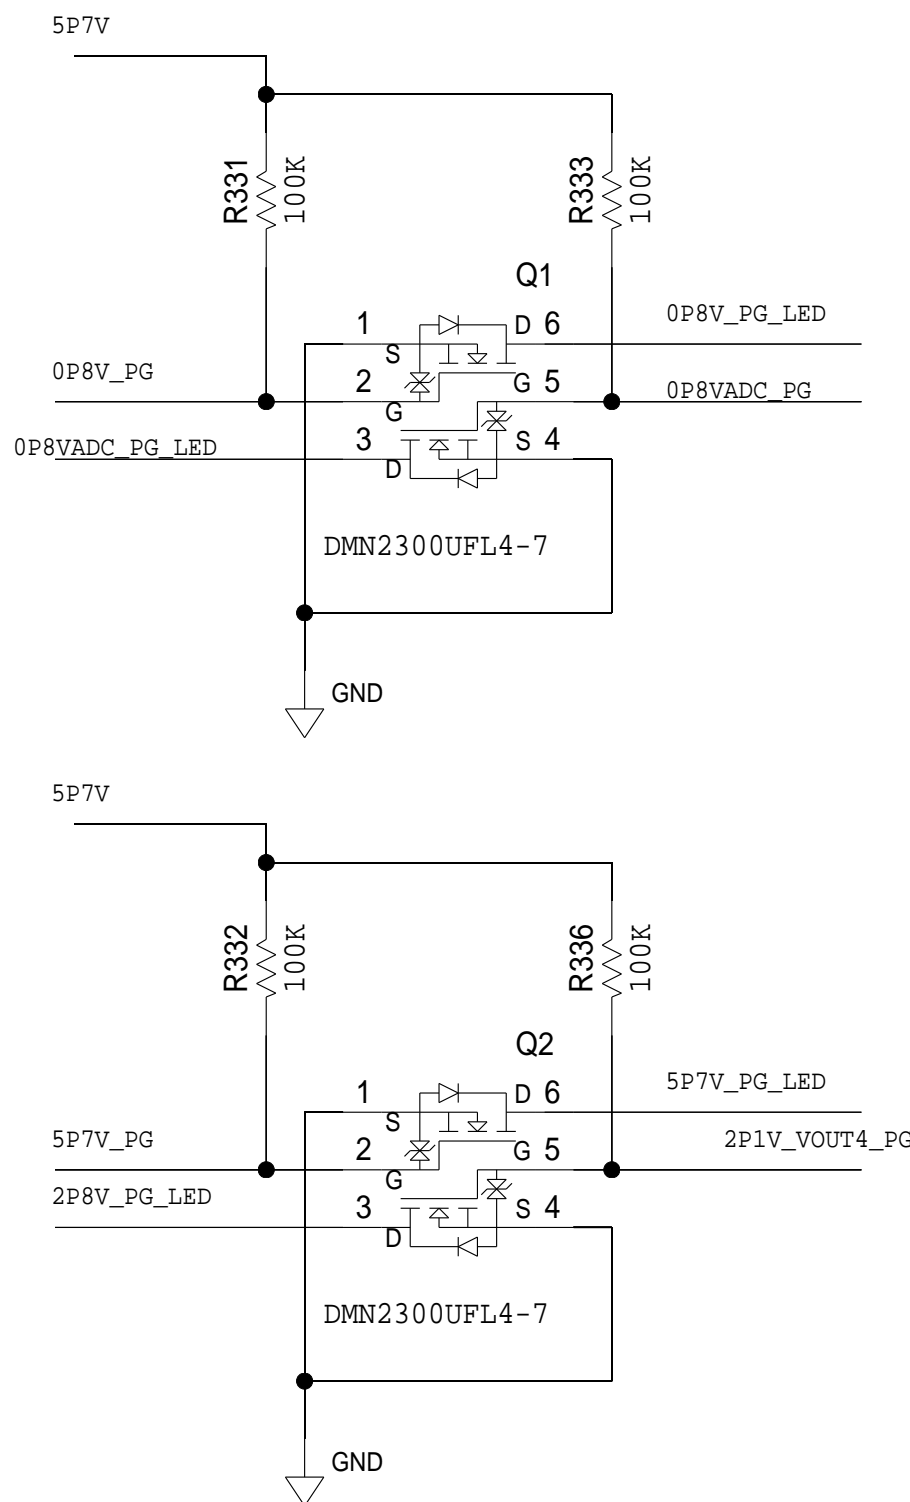 5P7V
R331
100K
R333
100K
Q1
1
S
D 6
0P8V_PG_LED
0P8V_PG
2
G
G 5
0P8VADC_PG
0P8VADC_PG_LED
3
D
S 4
DMN2300UFL4-7
GND
5P7V
R332
100K
R336
100K
Q2
1
S
D 6
5P7V_PG_LED
5P7V_PG
2
G
G 5
2P1V_VOUT4_PG
2P8V_PG_LED
3
D
S 4
DMN2300UFL4-7
GND